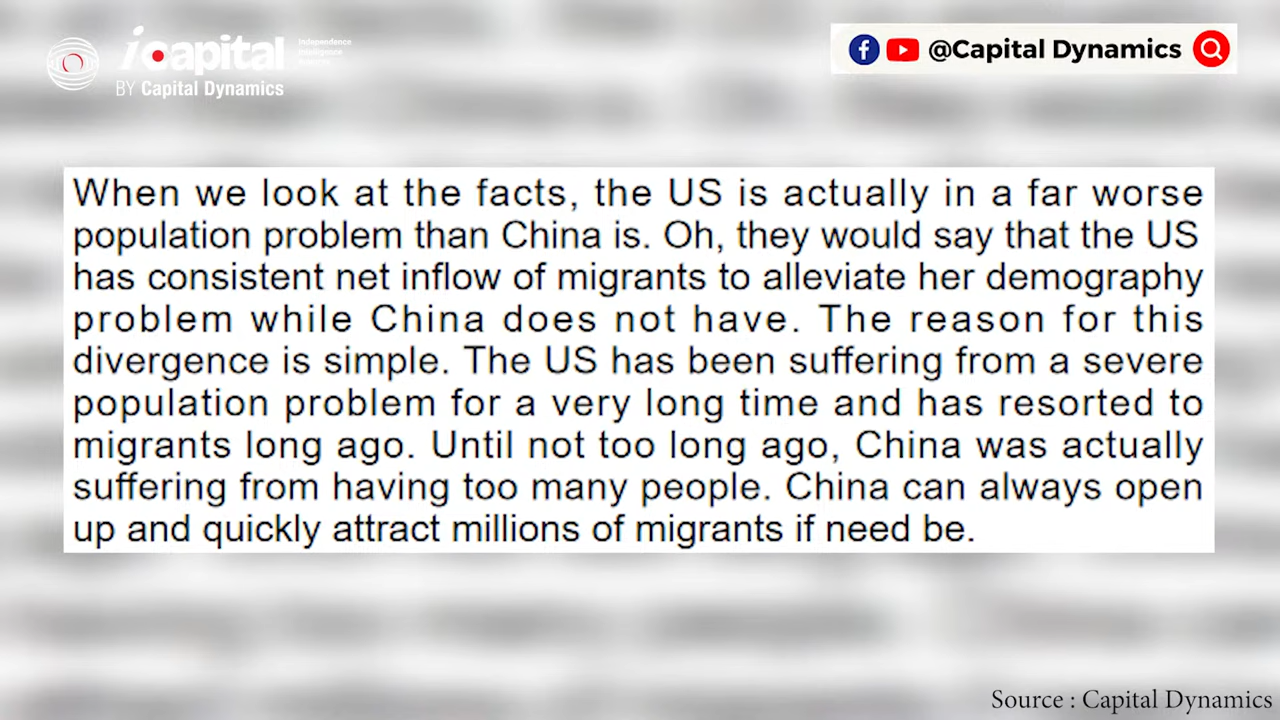 icapital
BY Capital Dynamics
Independence
Intelligence
@Capital Dynamics
When we look at the facts, the US is actually in a far worse
population problem than China is. Oh, they would say that the US
has consistent net inflow of migrants to alleviate her demography
problem while China does not have. The reason for this
divergence is simple. The US has been suffering from a severe
population problem for a very long time and has resorted to
migrants long ago. Until not too long ago, China was actually
suffering from having too many people. China can always open
up and quickly attract millions of migrants if need be.
Source : Capital Dynamics